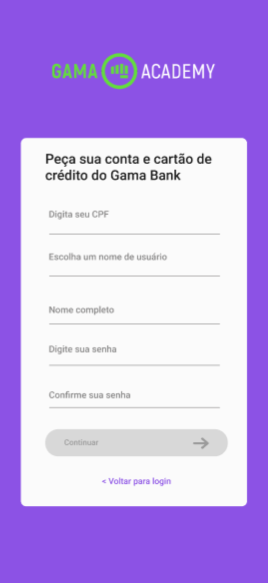 GAMA ACADEMY
Peça sua conta e cartão de
crédito do Gama Bank
Digita seu CPF
Escolha um nome de usuário
Nome completo
Digite sua senha
Confirme sua senha
Continuar
< Voltar para login